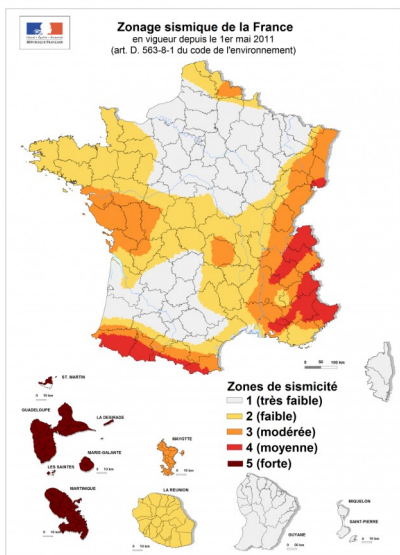 Zonage sismique de la France
en vigueur depuis le 1er mai 2011
(art. D. 563-8-1 du code de l'environnement)
RÉPUBLIQUE FRANÇAISE
0 50 100 km
ST. MARTIN
GUADELOUPE
LA DESIRADE
MARIE-GALANTE
LES SAINTES
MARTINIQUE
MAYOTTE
LA REUNION
GUYANE
MIQUELON
SAINT-PIERRE
Zones de sismicité
1 (très faible)
2 (faible)
3 (modérée)
4 (moyenne)
5 (forte)